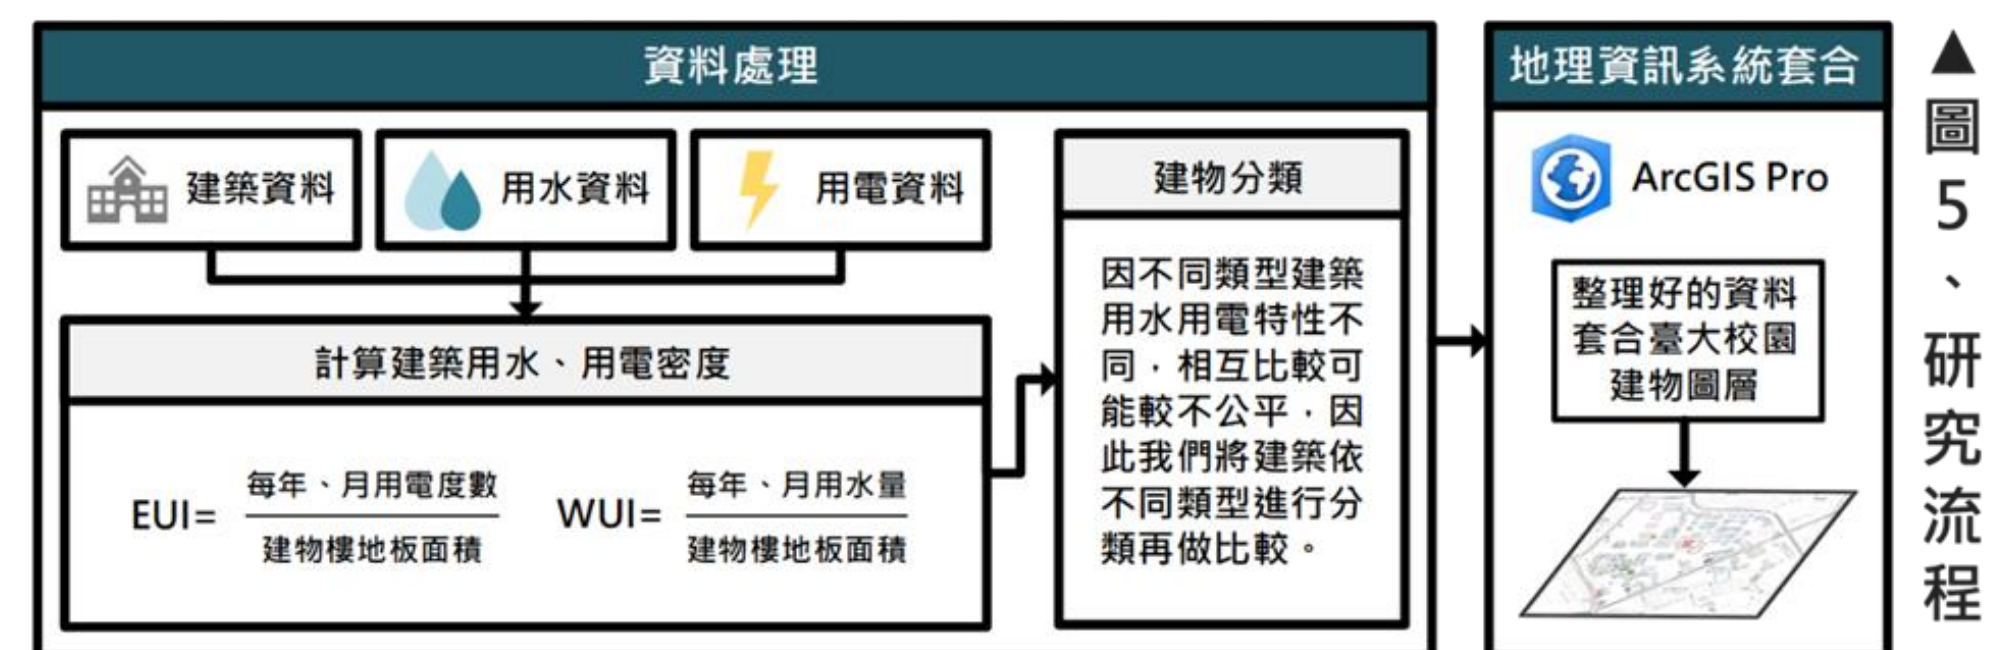 資料處理
建築資料
用水資料
用電資料
計算建築用水、用電密度
EUI=
每年、月用電度數
建物樓地板面積
WUI=
每年、月用水量
建物樓地板面積
建物分類
因不同類型建築
用水用電特性不
同，相互比較可
能較不公平，因
此我們將建築依
不同類型進行分
類再做比較。
地理資訊系統套合
ArcGIS Pro
整理好的資料
套合臺大校園
建物圖層
▲圖5、研究流程